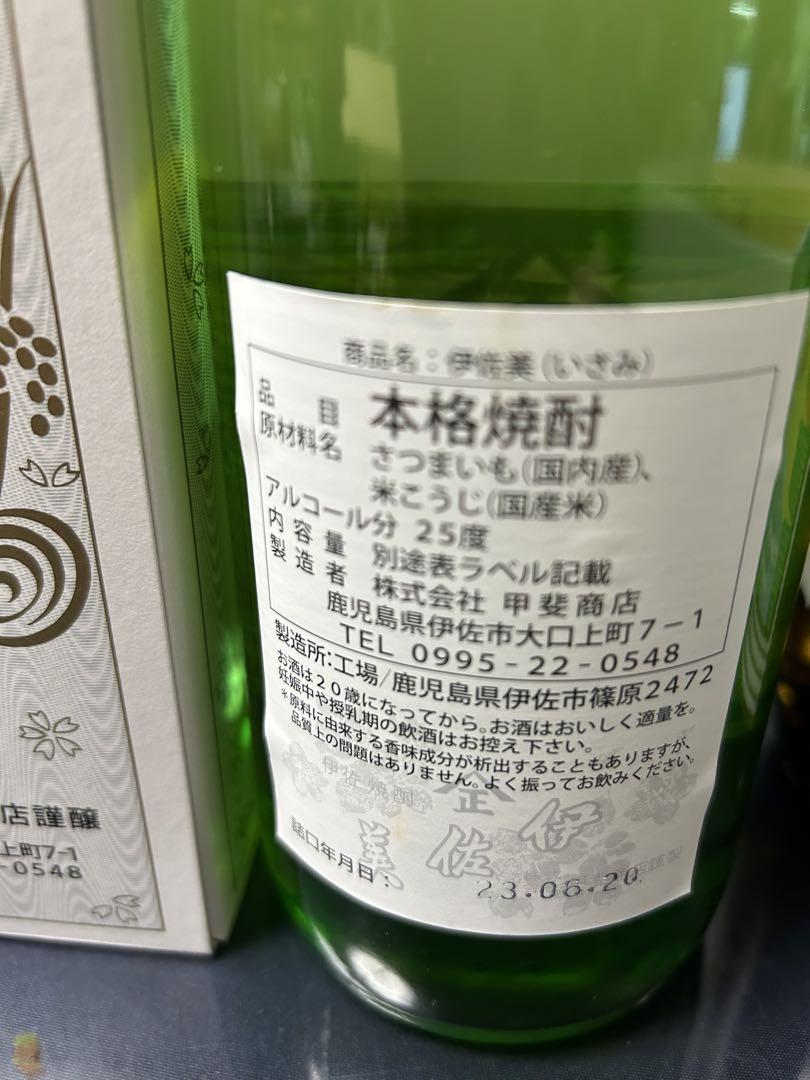 商品名：伊佐美（いさみ）
品　目　本格焼酎
原材料名　さつまいも（国内産）、
米こうじ（国産米）
アルコール分　25度
内容量　別途表ラベル記載
製造者　株式会社 甲斐商店
鹿児島県伊佐市大口上町７－１
TEL 0995-22-0548
製造所：工場/鹿児島県伊佐市篠原2472
お酒は２０歳になってから。お酒はおいしく適量を。
妊娠中や授乳期の飲酒はお控え下さい。
＊原料に由来する香味成分が析出することもありますが、
品質上の問題はありません。よく振ってお飲みください。
伊佐焼酎
伊佐美
詰口年月日：
23.06.20
店謹醸
上町7-1
-0548